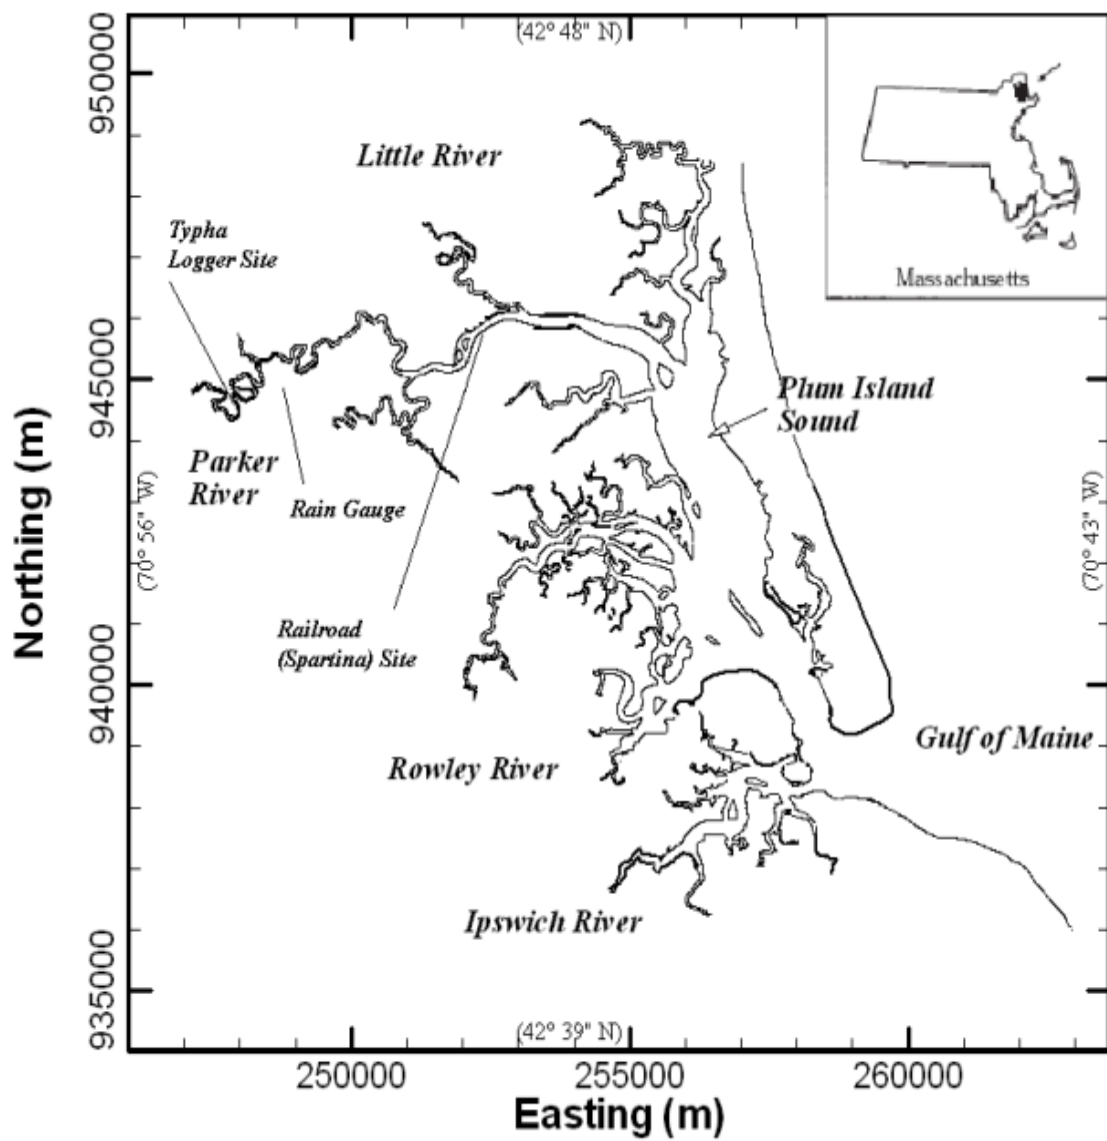 (42° 48" N)
950000
Little River
Massachusetts
Typha
Logger Site
945000
Plum Island
Sound
Parker
River
Rain Gauge
Northing (m)
(70° 56" W)
(70° 43" W)
Railroad
(Spartina) Site
940000
Gulf of Maine
Rowley River
Ipswich River
935000
(42° 39" N)
250000
255000
260000
Easting (m)